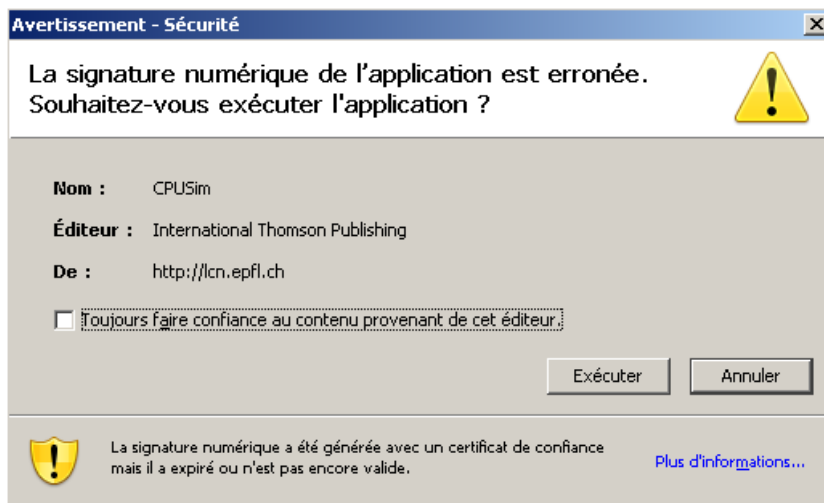 Avertissement - Sécurité
La signature numérique de l'application est erronée.
Souhaitez-vous exécuter l'application ?
Nom : CPUSim
Éditeur : International Thomson Publishing
De : http://lcn.epfl.ch
Toujours faire confiance au contenu provenant de cet éditeur.
Exécuter Annuler
La signature numérique a été générée avec un certificat de confiance
mais il a expiré ou n'est pas encore valide.
Plus d'informations...